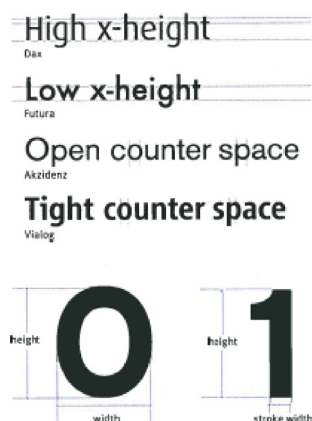 High x-height
Dax
Low x-height
Futura
Open counter space
Akzidenz
Tight counter space
Vialog
0 1
height height
width stroke width